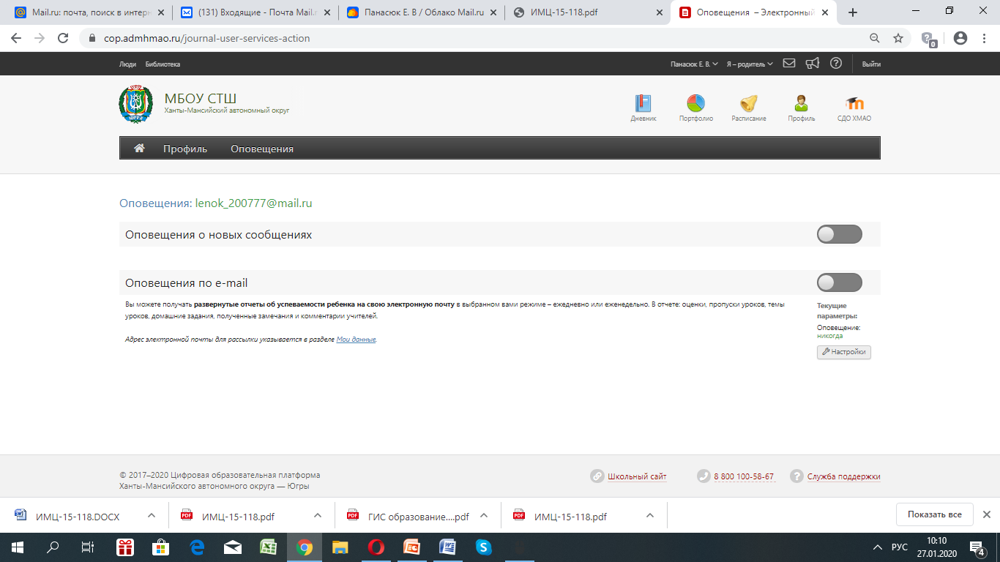 Mail.ru: почта, поиск в интерн
(131) Входящие - Почта Mail.r
Панасюк Е. В / Облако Mail.ru
ИМЦ-15-118.pdf
Оповещения – Электронный
cop.admhmao.ru/journal-user-services-action
0
Люди Библиотека
Панасюк Е. В. Я – родитель Выйти
МБОУ СТШ
Ханты-Мансийский автономный округ
Дневник Портфолио Расписание Профиль СДО ХМАО
Профиль Оповещения
Оповещения: lenok_200777@mail.ru
Оповещения о новых сообщениях
Оповещения по e-mail
Вы можете получать развернутые отчеты об успеваемости ребенка на свою электронную почту в выбранном вами режиме – ежедневно или еженедельно. В отчете: оценки, пропуски уроков, темы
уроков, домашние задания, полученные замечания и комментарии учителей.
Адрес электронной почты для рассылки указывается в разделе Мои данные.
Текущие
параметры:
Оповещение:
никогда
Настройки
© 2017–2020 Цифровая образовательная платформа
Ханты-Мансийского автономного округа — Югры
Школьный сайт
8 800 100-58-67
Служба поддержки
ИМЦ-15-118.DOCX
ИМЦ-15-118.pdf
ГИС образование....pdf
ИМЦ-15-118.pdf
Показать все
РУС
10:10
27.01.2020
4